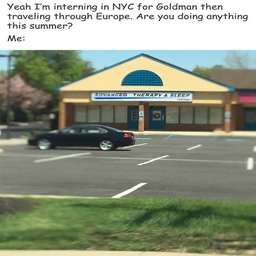 Yeah I'm interning in NYC for Goldman then
traveling through Europe. Are you doing anything
this summer?
Me:
ADVANCED THERAPY & SLEEP